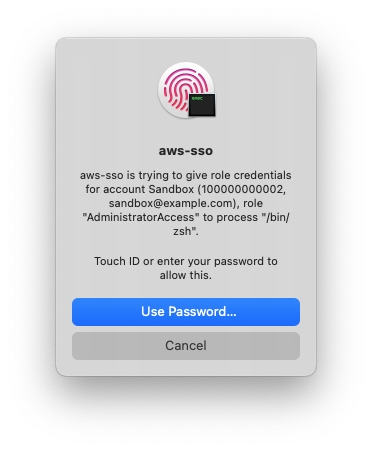 exec
aws-sso
aws-sso is trying to give role credentials
for account Sandbox (100000000002,
sandbox@example.com), role
"AdministratorAccess" to process "/bin/
zsh".
Touch ID or enter your password to
allow this.
Use Password...
Cancel